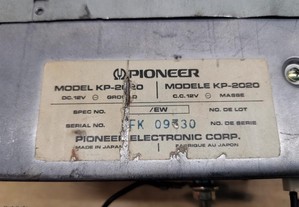 PIONEER
MODEL KP-2020 MODELE KP-2020
DC.12V ⊖ GROUND C.C.12V ⊖ MASSE
SPEC NO. /EW NO. DE LOT
SERIAL NO. FK 09630 NO. DE SERIE
PIONEER ELECTRONIC CORP.
MADE IN JAPAN FABRIQUE AU JAPON